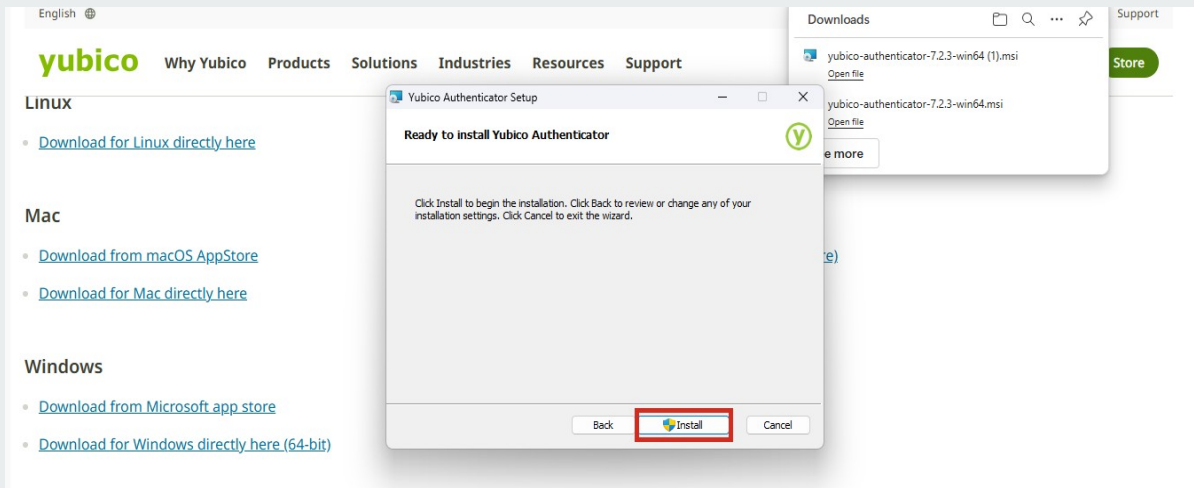 English
Support
yubico
Why Yubico Products Solutions Industries Resources Support
Store
Downloads
yubico-authenticator-7.2.3-win64 (1).msi
Open file
yubico-authenticator-7.2.3-win64.msi
Open file
e more
Linux
Download for Linux directly here
Mac
Download from macOS AppStore
Download for Mac directly here
re)
Windows
Download from Microsoft app store
Download for Windows directly here (64-bit)
Yubico Authenticator Setup
Ready to install Yubico Authenticator
y
Click Install to begin the installation. Click Back to review or change any of your
installation settings. Click Cancel to exit the wizard.
Back Install Cancel